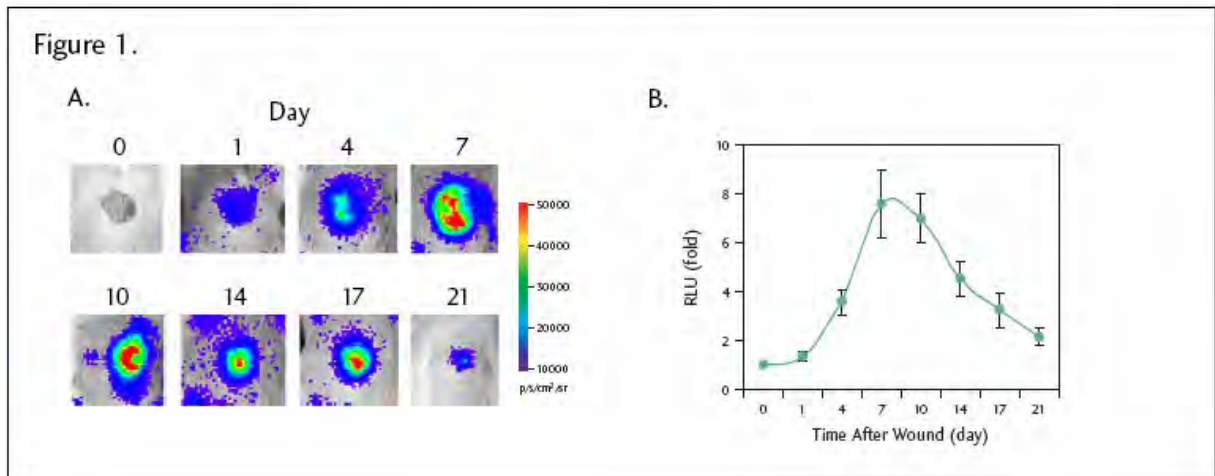 Figure 1.
A.
Day
0 1 4 7
10 14 17 21
50000
40000
30000
20000
10000
p/s/cm²/sr
B.
10
8
6
4
2
0
RLU (fold)
0 1 4 7 10 14 17 21
Time After Wound (day)